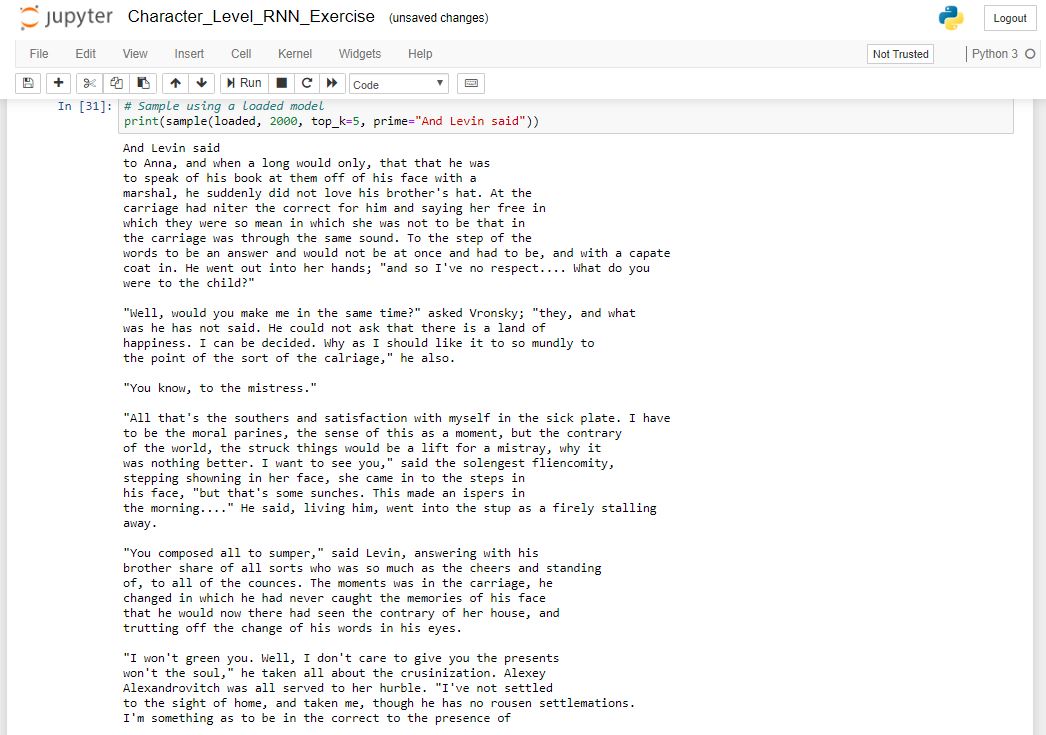 jupyter Character_Level_RNN_Exercise (unsaved changes)
Logout
File Edit View Insert Cell Kernel Widgets Help
Not Trusted
Python 3
Run
Code
In [31]: # Sample using a loaded model
print(sample(loaded, 2000, top_k=5, prime="And Levin said"))
And Levin said
to Anna, and when a long would only, that that he was
to speak of his book at them off of his face with a
marshal, he suddenly did not love his brother's hat. At the
carriage had niter the correct for him and saying her free in
which they were so mean in which she was not to be that in
the carriage was through the same sound. To the step of the
words to be an answer and would not be at once and had to be, and with a capate
coat in. He went out into her hands; "and so I've no respect.... What do you
were to the child?"
"Well, would you make me in the same time?" asked Vronsky; "they, and what
was he has not said. He could not ask that there is a land of
happiness. I can be decided. Why as I should like it to so mundly to
the point of the sort of the calriage," he also.
"You know, to the mistress."
"All that's the southers and satisfaction with myself in the sick plate. I have
to be the moral parines, the sense of this as a moment, but the contrary
of the world, the struck things would be a lift for a mistray, why it
was nothing better. I want to see you," said the solengest fliencomity,
stepping showning in her face, she came in to the steps in
his face, "but that's some sunches. This made an ispers in
the morning...." He said, living him, went into the stup as a firely stalling
away.
"You composed all to sumper," said Levin, answering with his
brother share of all sorts who was so much as the cheers and standing
of, to all of the counces. The moments was in the carriage, he
changed in which he had never caught the memories of his face
that he would now there had seen the contrary of her house, and
trutting off the change of his words in his eyes.
"I won't green you. Well, I don't care to give you the presents
won't the soul," he taken all about the crusinization. Alexey
Alexandrovitch was all served to her hurble. "I've not settled
to the sight of home, and taken me, though he has no rousen settlemations.
I'm something as to be in the correct to the presence of